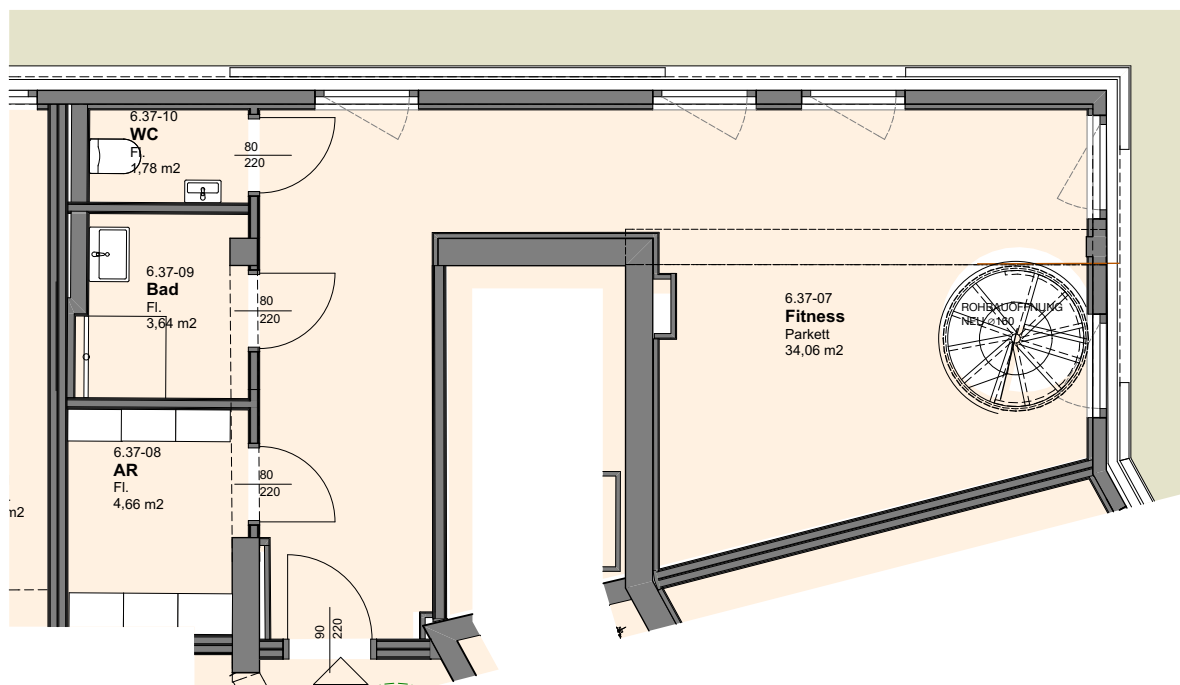 6.37-10
WC
Fl.
1,78 m2
80
220
6.37-09
Bad
Fl.
3,64 m2
80
220
6.37-07
Fitness
Parkett
34,06 m2
ROHBAUÖFFNUNG
NEU ⌀160
6.37-08
AR
Fl.
4,66 m2
80
220
m2
90
220